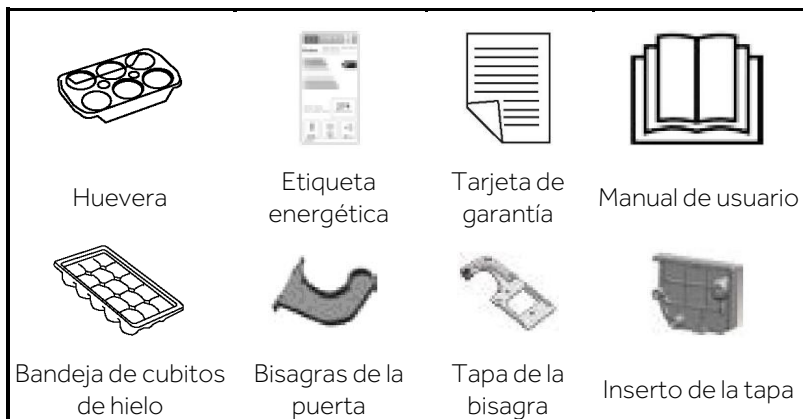 Huevera
Etiqueta
energética
Tarjeta de
garantía
Manual de usuario
Bandeja de cubitos
de hielo
Bisagras de la
puerta
Tapa de la
bisagra
Inserto de la tapa